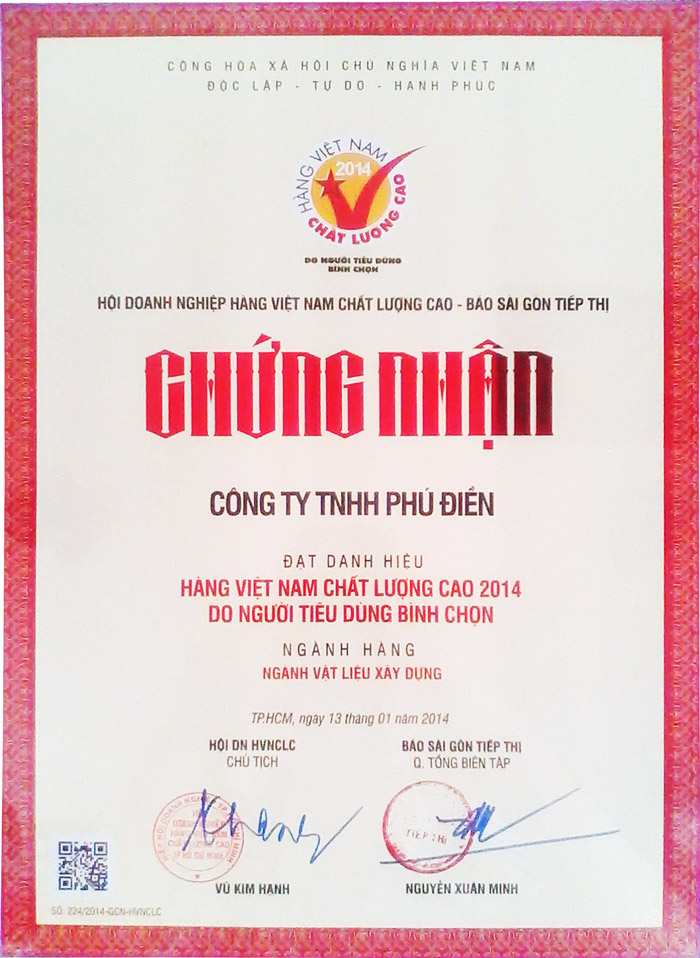 CỘNG HÒA XÃ HỘI CHỦ NGHĨA VIỆT NAM
ĐỘC LẬP - TỰ DO - HẠNH PHÚC
HÀNG VIỆT NAM
2014
CHẤT LƯỢNG CAO
DO NGƯỜI TIÊU DÙNG
BÌNH CHỌN
HỘI DOANH NGHIỆP HÀNG VIỆT NAM CHẤT LƯỢNG CAO - BÁO SÀI GÒN TIẾP THỊ
CHỨNG NHẬN
CÔNG TY TNHH PHÚ ĐIỀN
ĐẠT DANH HIỆU
HÀNG VIỆT NAM CHẤT LƯỢNG CAO 2014
DO NGƯỜI TIÊU DÙNG BÌNH CHỌN
NGÀNH HÀNG
NGÀNH VẬT LIỆU XÂY DỰNG
TP.HCM, ngày 13 tháng 01 năm 2014
HỘI DN HVNCLC
CHỦ TỊCH
BÁO SÀI GÒN TIẾP THỊ
Q. TỔNG BIÊN TẬP
TIẾP THỊ
VŨ KIM HẠNH
NGUYỄN XUÂN MINH
SỐ: 224/2014-GCN-HVNCLC